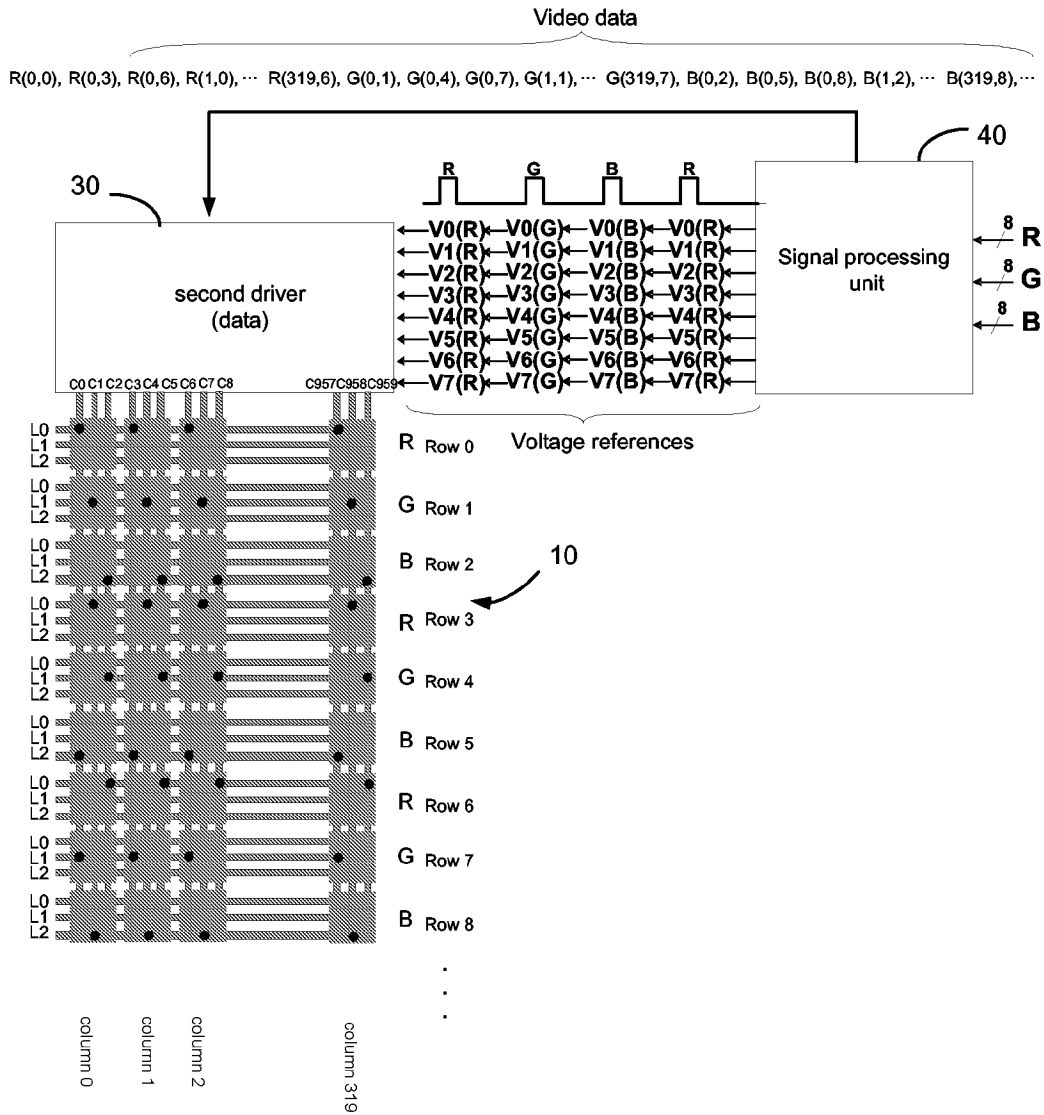 Video data
R(0,0), R(0,3), R(0,6), R(1,0), ··· R(319,6), G(0,1), G(0,4), G(0,7), G(1,1), ··· G(319,7), B(0,2), B(0,5), B(0,8), B(1,2), ··· B(319,8), ···
40
30
R G B R
V0(R) V0(G) V0(B) V0(R)
V1(R) V1(G) V1(B) V1(R)
V2(R) V2(G) V2(B) V2(R)
V3(R) V3(G) V3(B) V3(R)
V4(R) V4(G) V4(B) V4(R)
V5(R) V5(G) V5(B) V5(R)
V6(R) V6(G) V6(B) V6(R)
V7(R) V7(G) V7(B) V7(R)
Signal processing
unit
8 R
8 G
8 B
second driver
(data)
C0 C1 C2 C3 C4 C5 C6 C7 C8 C957 C958 C959
Voltage references
L0
L1 R Row 0
L2
L0
L1 G Row 1
L2
L0
L1 B Row 2
L2
10
L0
L1 R Row 3
L2
L0
L1 G Row 4
L2
L0
L1 B Row 5
L2
L0
L1 R Row 6
L2
L0
L1 G Row 7
L2
L0
L1 B Row 8
L2
column 0
column 1
column 2
column 319